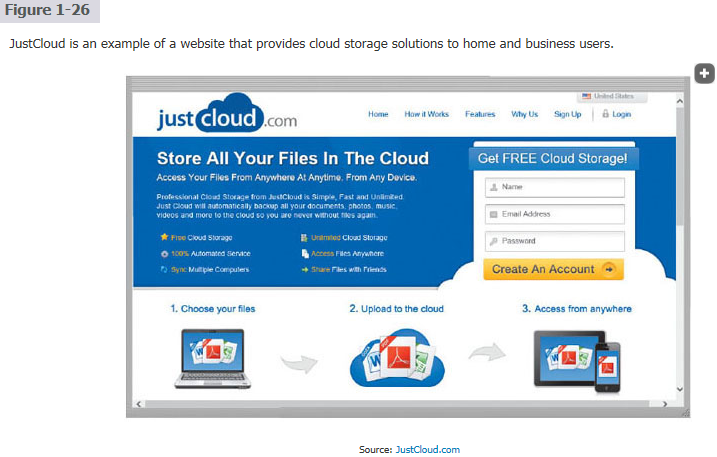 Figure 1-26
JustCloud is an example of a website that provides cloud storage solutions to home and business users.
United States
justcloud.com
Home How it Works Features Why Us Sign Up Login
Store All Your Files In The Cloud
Access Your Files From Anywhere At Anytime. From Any Device.
Professional Cloud Storage from JustCloud is Simple, Fast and Unlimited.
Just Cloud will automatically backup all your documents, photos, music,
videos and more to the cloud so you are never without files again.
Free Cloud Storage
Unlimited Cloud Storage
100% Automated Service
Access Files Anywhere
Sync Multiple Computers
Share Files with Friends
Get FREE Cloud Storage!
Name
Email Address
Password
Create An Account
1. Choose your files
2. Upload to the cloud
3. Access from anywhere
W
W
W
Source: JustCloud.com